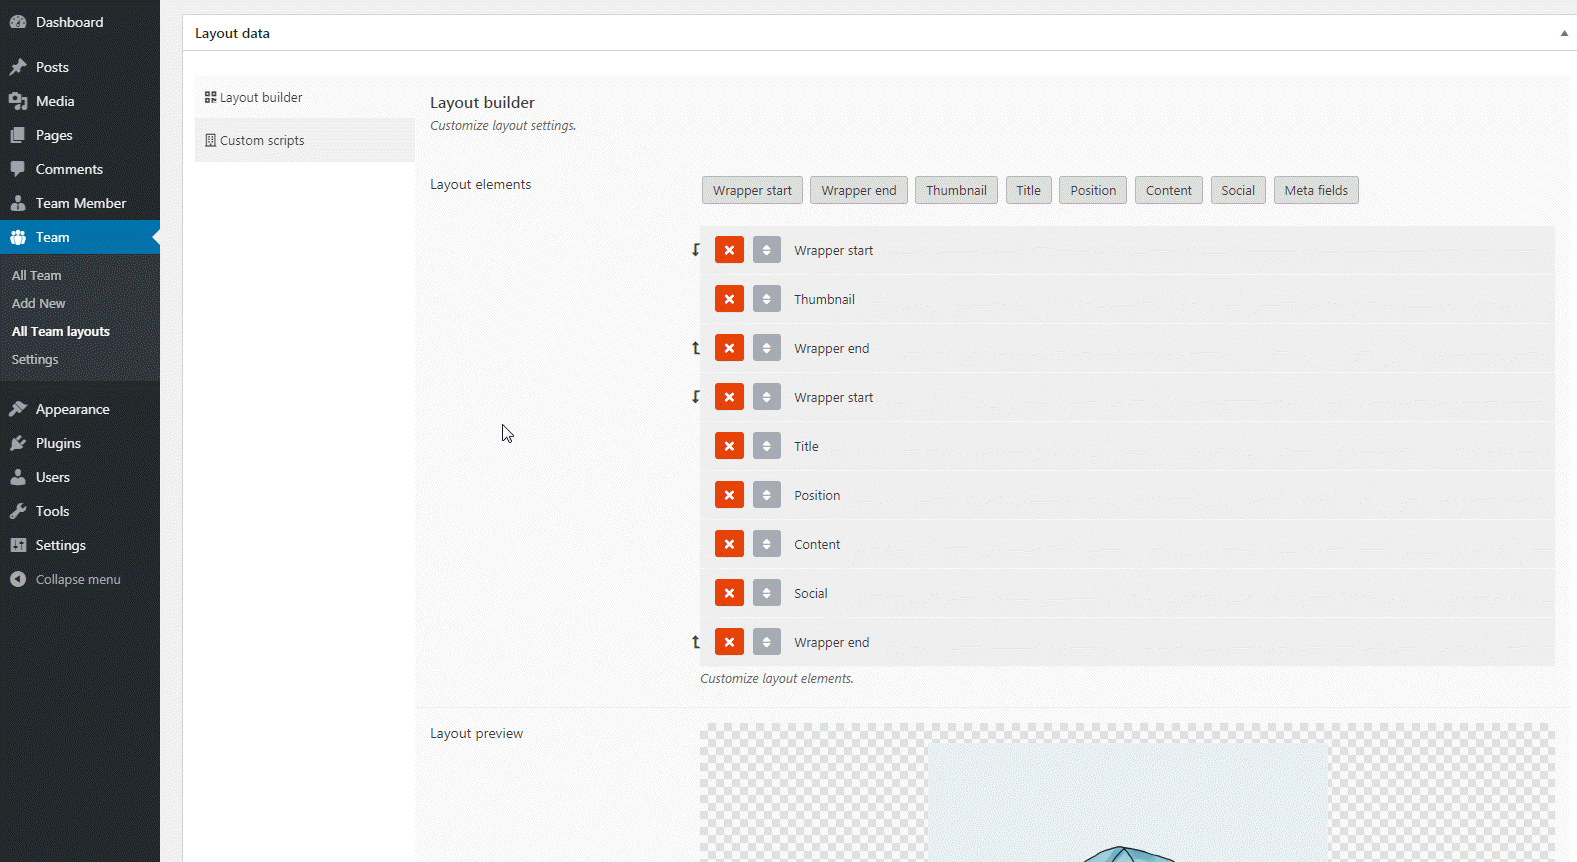 Dashboard
Posts
Media
Pages
Comments
Team Member
Team
All Team
Add New
All Team layouts
Settings
Appearance
Plugins
Users
Tools
Settings
Collapse menu
Layout data
Layout builder
Custom scripts
Layout builder
Customize layout settings.
Layout elements
Wrapper start Wrapper end Thumbnail Title Position Content Social Meta fields
Wrapper start
Thumbnail
Wrapper end
Wrapper start
Title
Position
Content
Social
Wrapper end
Customize layout elements.
Layout preview